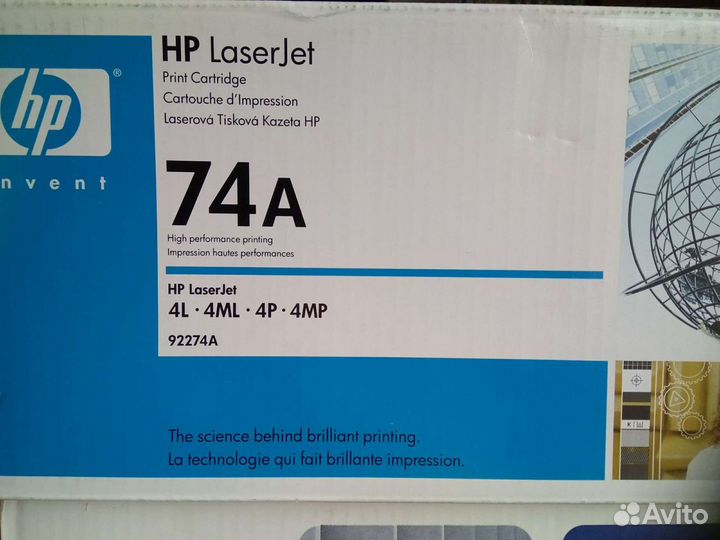 HP LaserJet
Print Cartridge
Cartouche d'Impression
Laserová Tisková Kazeta HP
hp
®
nvent
74A
High performance printing
Impression hautes performances
HP LaserJet
4L · 4ML · 4P · 4MP
92274A
The science behind brilliant printing.
La technologie qui fait brillante impression.
K
Avito